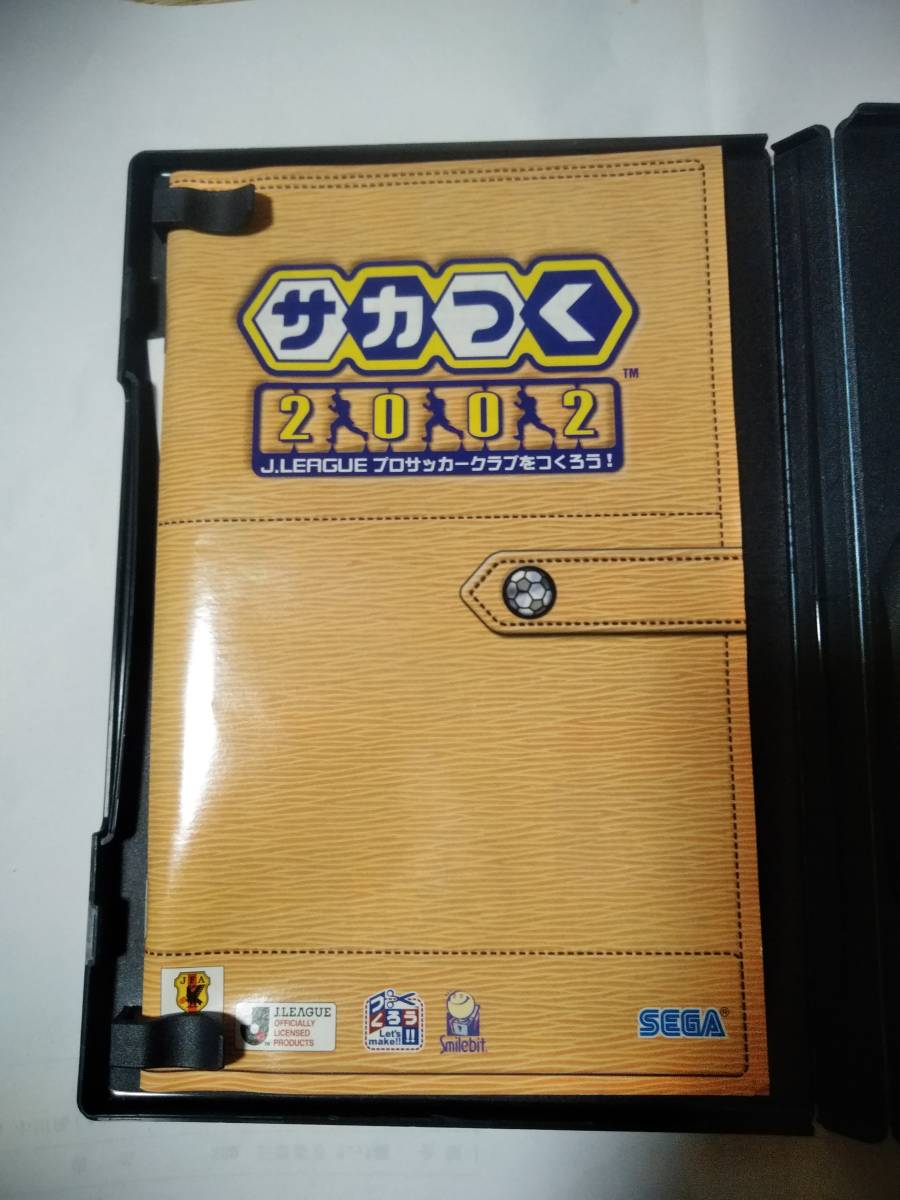 サカつく
TM
2002
J.LEAGUE プロサッカークラブをつくろう!
JFA
J.LEAGUE
OFFICIALLY
LICENSED
PRODUCTS
つく
ろう
Let's
make!!
!!
Smilebit
SEGA®